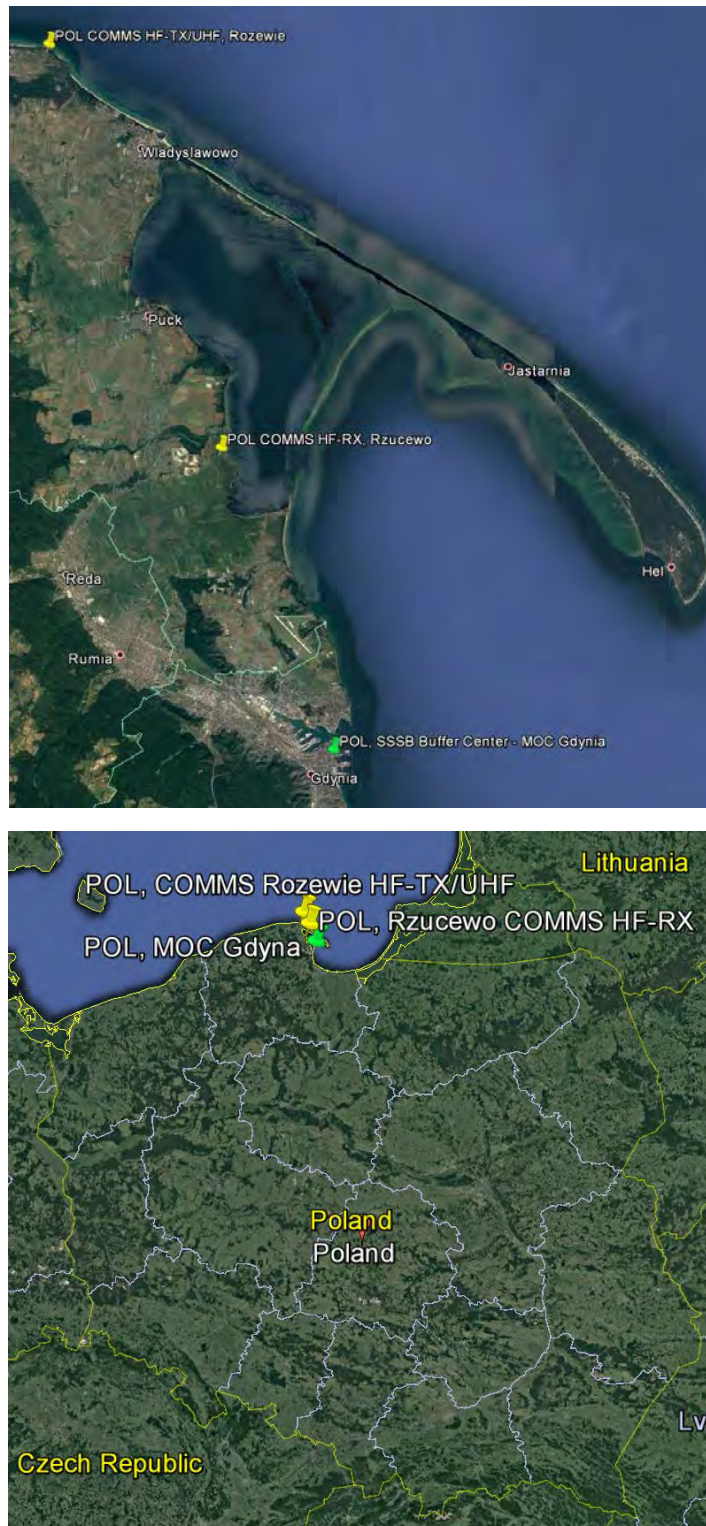 POL COMMS HF-TX/UHF, Rozewie
Wladyslawowo
Puck
Jastarnia
POL COMMS HF-RX, Rzucewo
Hel
Reda
Rumia
POL, SSSB Buffer Center - MOC Gdynia
Gdynia
Lithuania
POL, COMMS Rozewie HF-TX/UHF
POL, Rzucewo COMMS HF-RX
POL, MOC Gdyna
Poland
Poland
Lv
Czech Republic